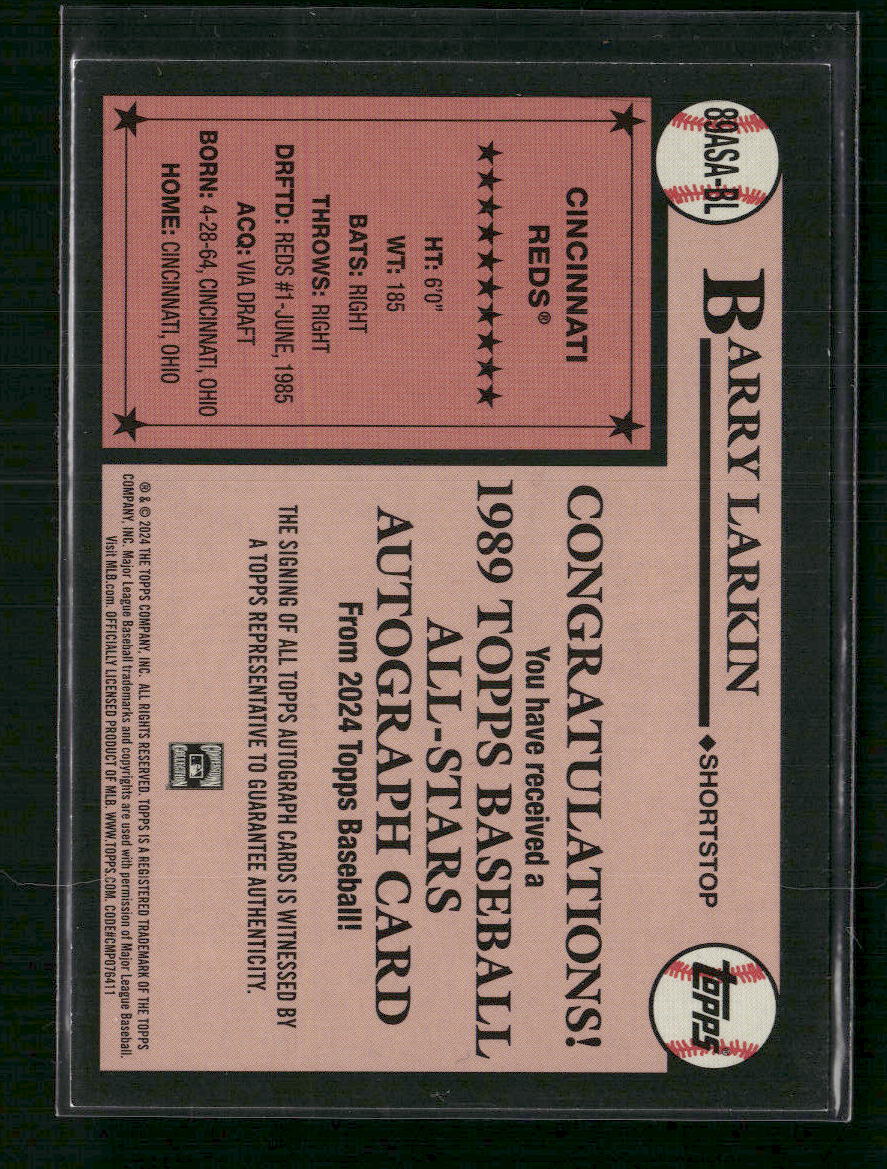 89ASA-BL
BARRY LARKIN
◆SHORTSTOP
topps®
CINCINNATI
REDS®
★★★★★★★★★★
HT: 6'0"
WT: 185
BATS: RIGHT
THROWS: RIGHT
DRFTD: REDS #1-JUNE, 1985
ACQ: VIA DRAFT
BORN: 4-28-64, CINCINNATI, OHIO
HOME: CINCINNATI, OHIO
CONGRATULATIONS!
You have received a
1989 TOPPS BASEBALL
ALL-STARS
AUTOGRAPH CARD
From 2024 Topps Baseball!
THE SIGNING OF ALL TOPPS AUTOGRAPH CARDS IS WITNESSED BY
A TOPPS REPRESENTATIVE TO GUARANTEE AUTHENTICITY.
COOPERSTOWN
COLLECTION
® & © 2024 THE TOPPS COMPANY, INC. ALL RIGHTS RESERVED. TOPPS IS A REGISTERED TRADEMARK OF THE TOPPS
COMPANY, INC. Major League Baseball trademarks and copyrights are used with permission of Major League Baseball.
Visit MLB.com. OFFICIALLY LICENSED PRODUCT OF MLB. WWW.TOPPS.COM. CODE#CMP076411